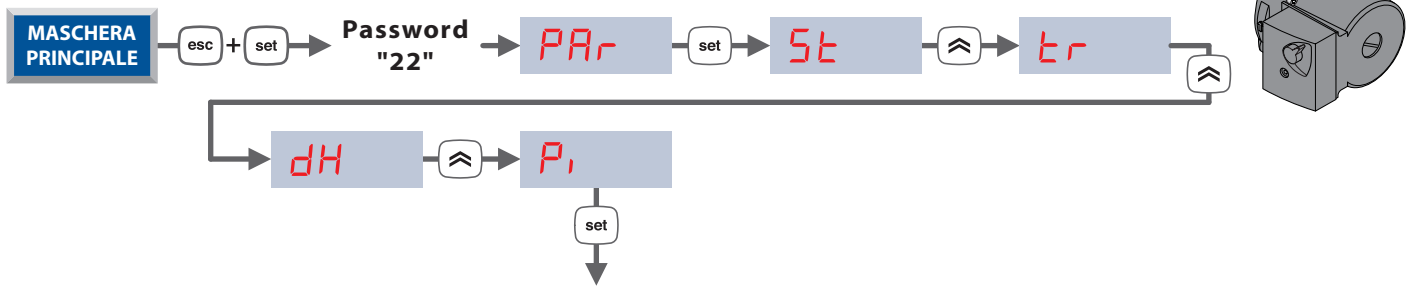 MASCHERA
PRINCIPALE
esc + set
Password
"22"
PAr
set
St
tr
dH
Pi
set